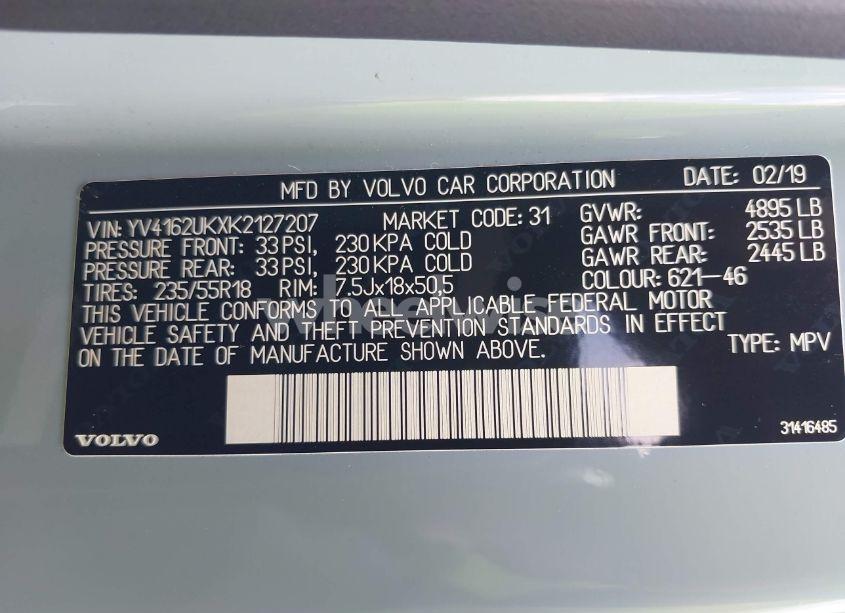 MFD BY VOLVO CAR CORPORATION DATE: 02/19
VIN: YV4162UKXK2127207 MARKET CODE: 31 GVWR: 4895 LB
PRESSURE FRONT: 33 PSI, 230 KPA COLD GAWR FRONT: 2535 LB
PRESSURE REAR: 33 PSI, 230 KPA COLD GAWR REAR: 2445 LB
TIRES: 235/55R18 RIM: 7.5Jx18x50,5 COLOUR: 621-46
THIS VEHICLE CONFORMS TO ALL APPLICABLE FEDERAL MOTOR
VEHICLE SAFETY AND THEFT PREVENTION STANDARDS IN EFFECT
ON THE DATE OF MANUFACTURE SHOWN ABOVE. TYPE: MPV
VOLVO 31416485